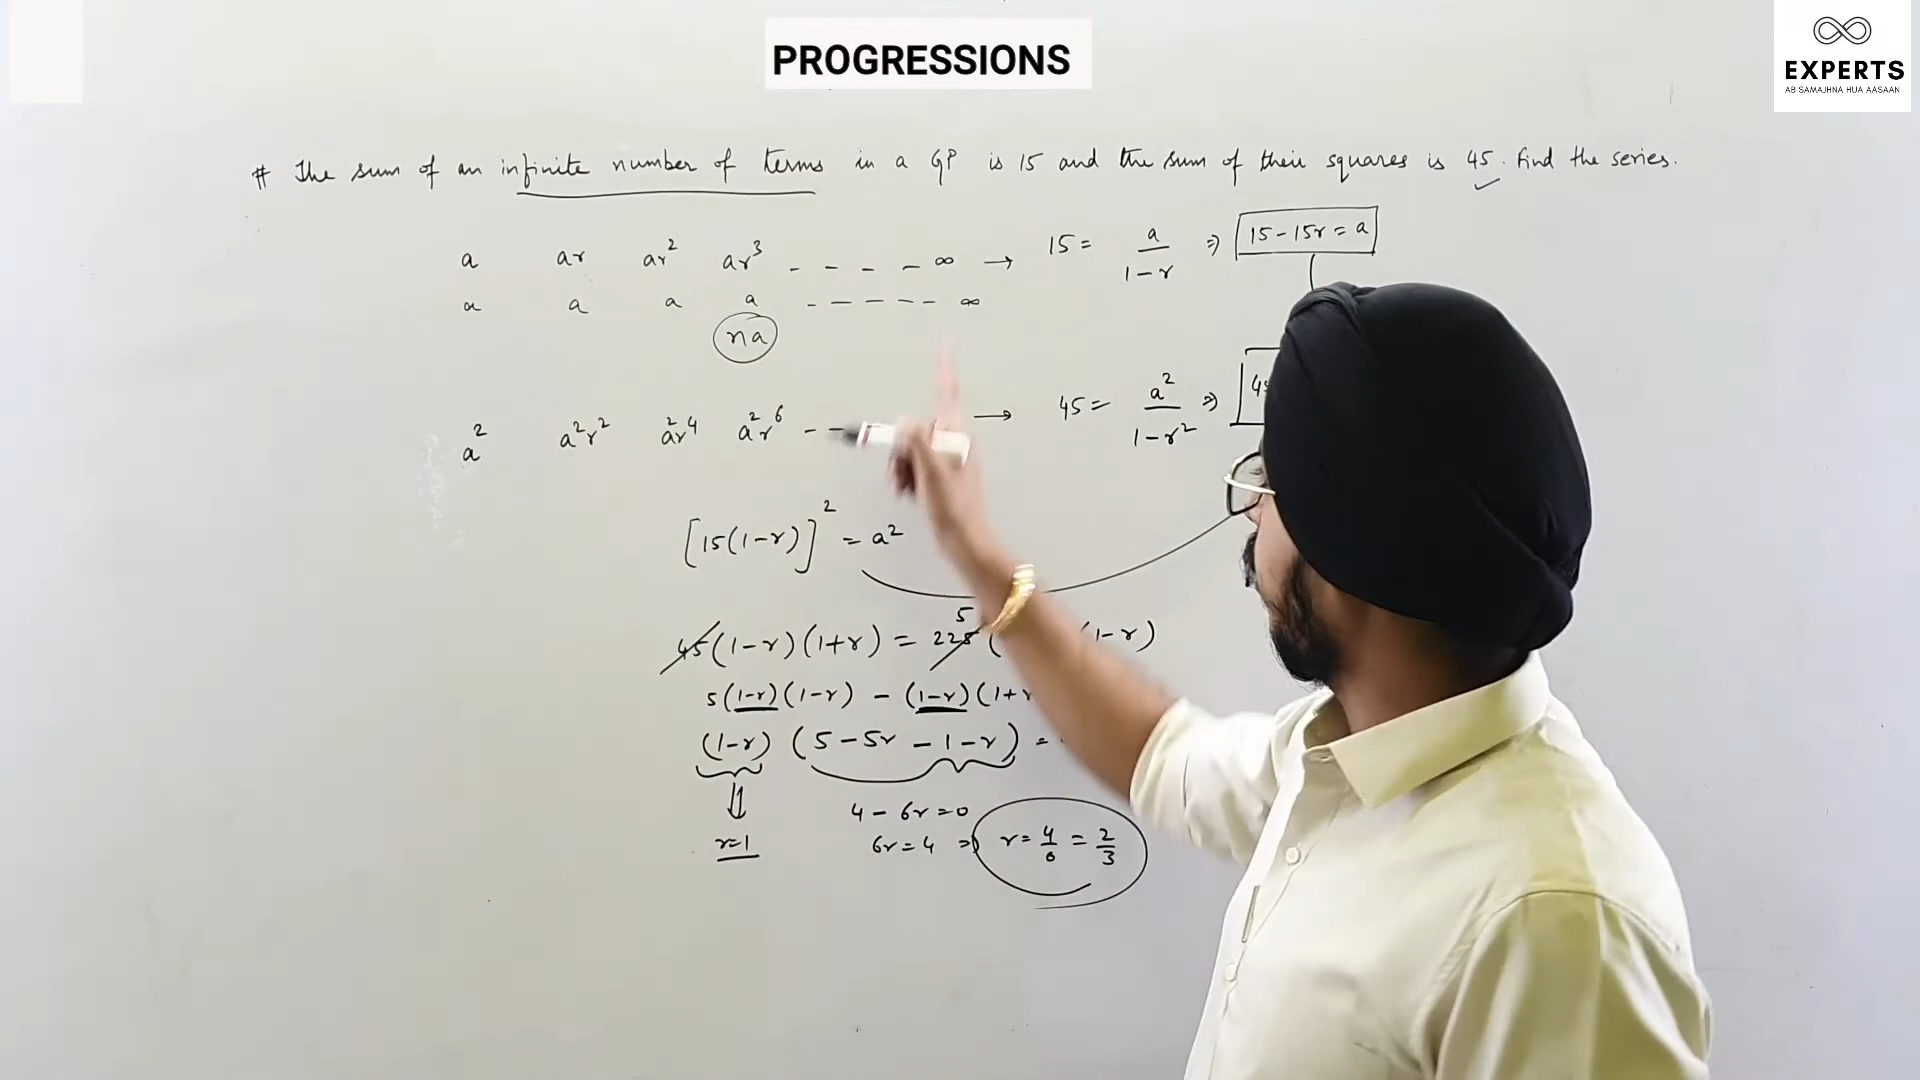 PROGRESSIONS
EXPERTS
AB SAMAJHNA HUA AASAAN
# The sum of an infinite number of terms in a GP is 15 and the sum of their squares is 45. Find the series.
a ar ar² ar³ - - - - ∞ → 15 = a/(1-r) ⇒ 15-15r = a
a a a a - - - - - ∞
na
a² a²r² a²r⁴ a²r⁶ - - → 45 = a²/(1-r²) ⇒
[15(1-r)]² = a²
5
45(1-r)(1+r) = 225( 1-r)
5(1-r)(1-r) - (1-r)(1+r
(1-r) (5-5r-1-r) =
4-6r=0
r=1 6r=4 ⇒ r=4/6=2/3